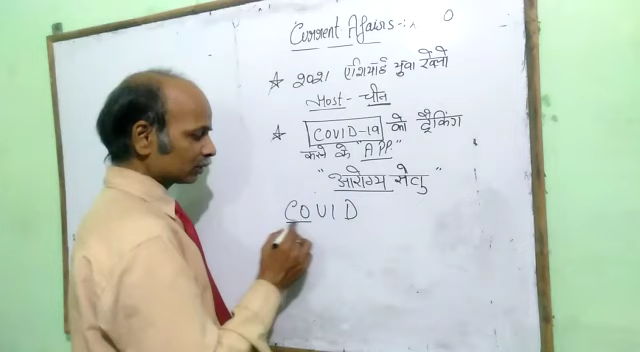 Current Affairs-:
☆ 2021 एशियाई युवा खेलो
Host - चीन
☆ COVID-19 को ट्रैकिंग
करने के "APP"
"आरोग्य सेतु"
COVID